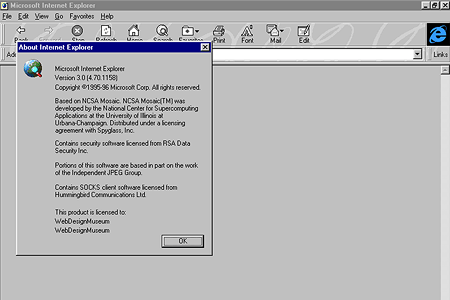 Microsoft Internet Explorer
File Edit View Go Favorites Help
Back Stop Refresh Home Search Favorites Print Font Mail Edit
Links
About Internet Explorer
Microsoft Internet Explorer
Version 3.0 (4.70.1158)
Copyright ©1995-96 Microsoft Corp. All rights reserved.
Based on NCSA Mosaic. NCSA Mosaic(TM) was
developed by the National Center for Supercomputing
Applications at the University of Illinois at
Urbana-Champaign. Distributed under a licensing
agreement with Spyglass, Inc.
Contains security software licensed from RSA Data
Security Inc.
Portions of this software are based in part on the work
of the Independent JPEG Group.
Contains SOCKS client software licensed from
Hummingbird Communications Ltd.
This product is licensed to:
WebDesignMuseum
WebDesignMuseum
OK